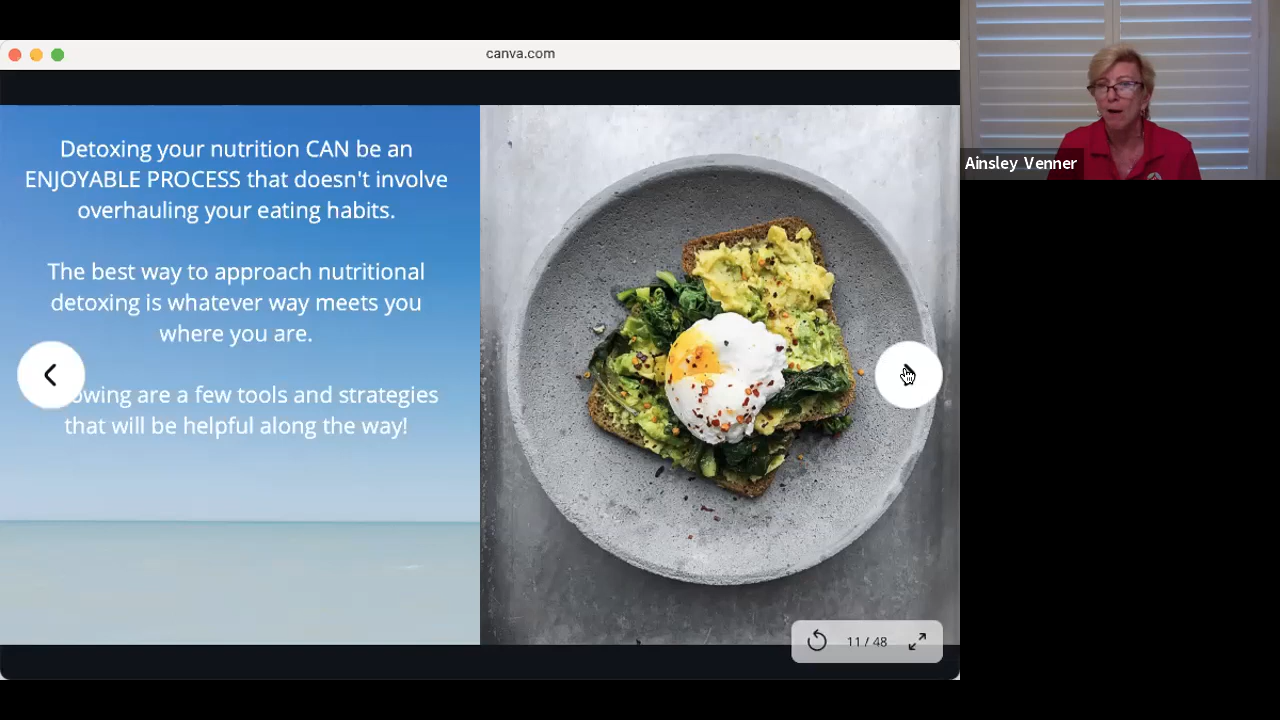 canva.com
Detoxing your nutrition CAN be an
ENJOYABLE PROCESS that doesn't involve
overhauling your eating habits.
The best way to approach nutritional
detoxing is whatever way meets you
where you are.
owing are a few tools and strategies
that will be helpful along the way!
11 / 48
Ainsley Venner